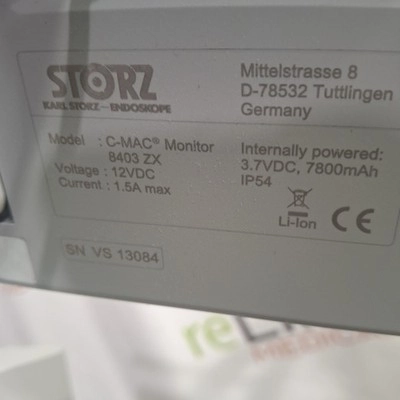 STORZ
KARL STORZ—ENDOSKOPE
Mittelstrasse 8
D-78532 Tuttlingen
Germany
Model : C-MAC® Monitor
8403 ZX
Voltage : 12VDC
Current : 1.5A max
Internally powered:
3.7VDC, 7800mAh
IP54
Li-Ion
CE
SN VS 13084